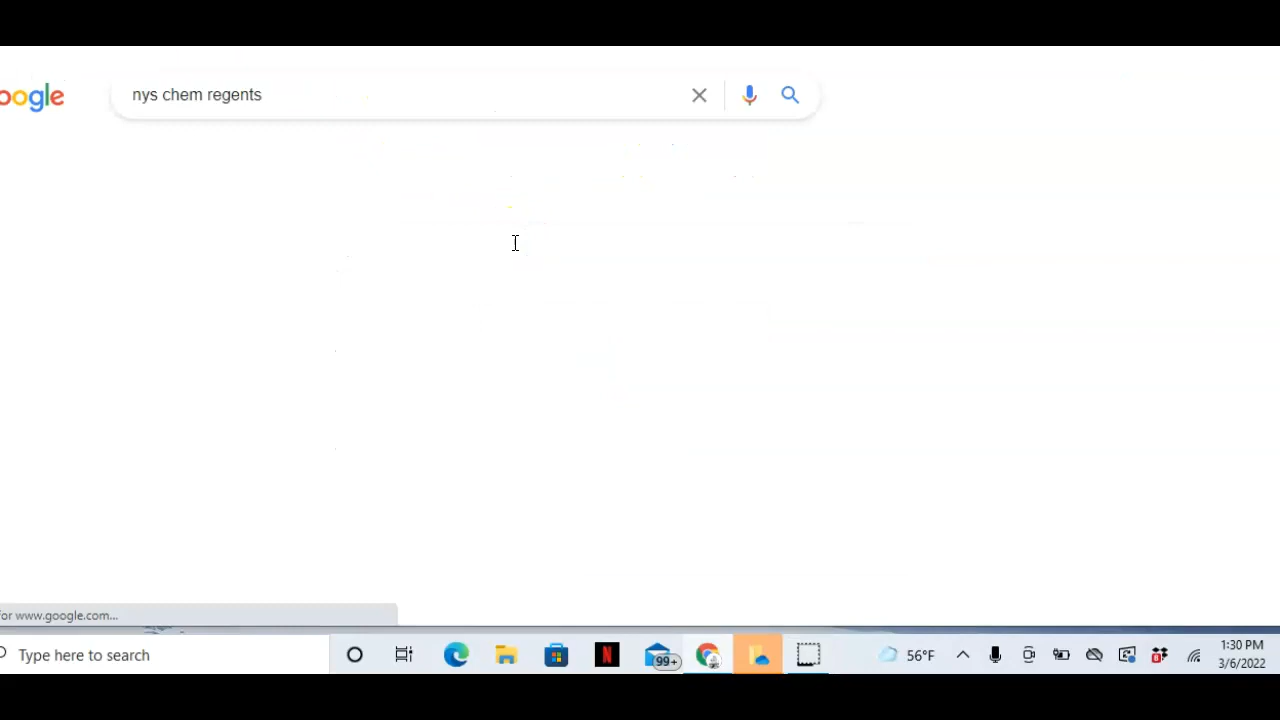 oogle
nys chem regents
for www.google.com...
Type here to search
99+
56°F
1:30 PM
3/6/2022